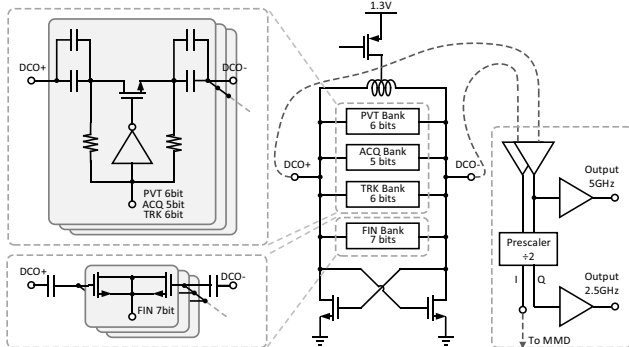 1.3V
DCO+
DCO-
PVT 6bit
ACQ 5bit
TRK 6bit
PVT Bank
6 bits
ACQ Bank
5 bits
TRK Bank
6 bits
FIN Bank
7 bits
DCO+
DCO-
DCO+
DCO-
FIN 7bit
Output
5GHz
Prescaler
÷2
I
Q
Output
2.5GHz
To MMD